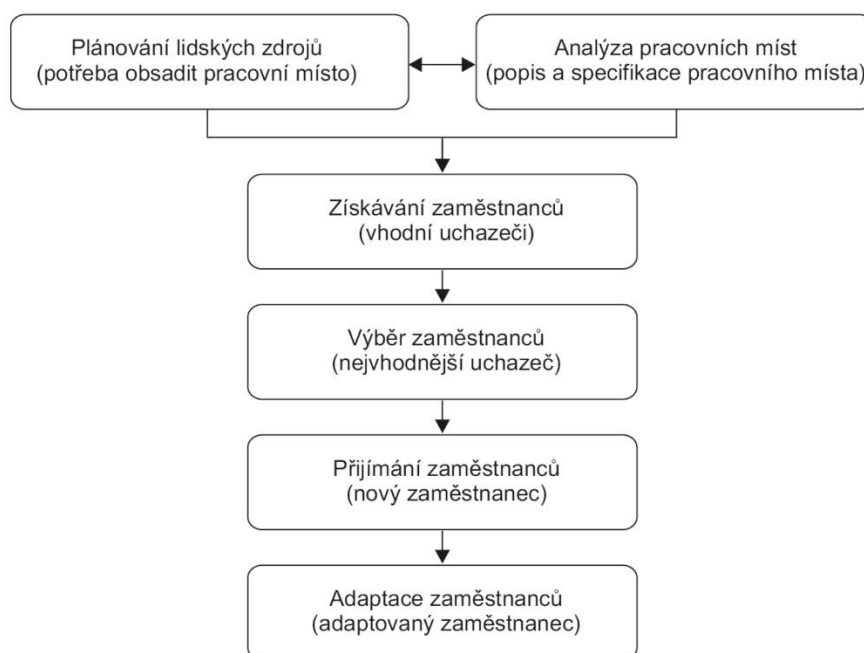 Plánování lidských zdrojů
(potřeba obsadit pracovní místo)
Analýza pracovních míst
(popis a specifikace pracovního místa)
Získávání zaměstnanců
(vhodní uchazeči)
Výběr zaměstnanců
(nejvhodnější uchazeč)
Přijímání zaměstnanců
(nový zaměstnanec)
Adaptace zaměstnanců
(adaptovaný zaměstnanec)